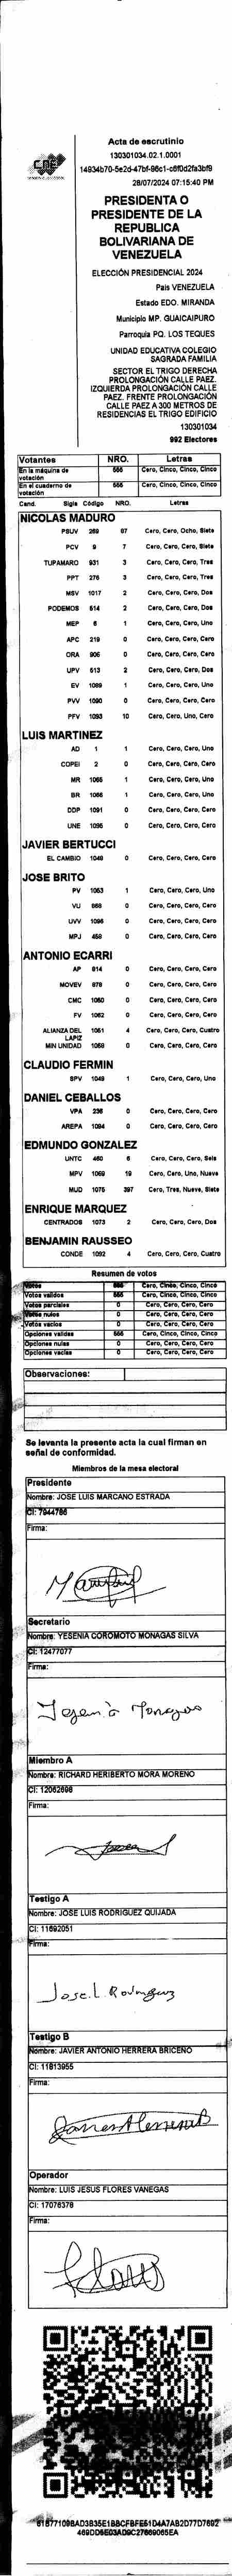 CNE
Acta de escrutinio
130301034.02.1.0001
14934b70-5e2d-47bf-96c1-c6f0d2fa3bf9
28/07/2024 07:15:40 PM
PRESIDENTA O
PRESIDENTE DE LA
REPUBLICA
BOLIVARIANA DE
VENEZUELA
ELECCIÓN PRESIDENCIAL 2024
Pais VENEZUELA
Estado EDO. MIRANDA
Municipio MP. GUAICAIPURO
Parroquia PQ. LOS TEQUES
UNIDAD EDUCATIVA COLEGIO
SAGRADA FAMILIA
SECTOR EL TRIGO DERECHA
PROLONGACIÓN CALLE PAEZ.
IZQUIERDA PROLONGACIÓN CALLE
PAEZ. FRENTE PROLONGACIÓN
CALLE PAEZ A 300 METROS DE
RESIDENCIAS EL TRIGO EDIFICIO
130301034
992 Electores
Votantes NRO. Letras
En la máquina de votación 555 Cero, Cinco, Cinco, Cinco
En el cuaderno de votación 555 Cero, Cinco, Cinco, Cinco
Cand. Sigla Código NRO. Letras
NICOLAS MADURO
PSUV 269 87 Cero, Cero, Ocho, Siete
PCV 9 7 Cero, Cero, Cero, Siete
TUPAMARO 931 3 Cero, Cero, Cero, Tres
PPT 276 3 Cero, Cero, Cero, Tres
MSV 1017 2 Cero, Cero, Cero, Dos
PODEMOS 514 2 Cero, Cero, Cero, Dos
MEP 6 1 Cero, Cero, Cero, Uno
APC 219 0 Cero, Cero, Cero, Cero
ORA 906 0 Cero, Cero, Cero, Cero
UPV 513 2 Cero, Cero, Cero, Dos
EV 1089 1 Cero, Cero, Cero, Uno
PVV 1090 0 Cero, Cero, Cero, Cero
PFV 1093 10 Cero, Cero, Uno, Cero
LUIS MARTINEZ
AD 1 1 Cero, Cero, Cero, Uno
COPEI 2 0 Cero, Cero, Cero, Cero
MR 1065 1 Cero, Cero, Cero, Uno
BR 1066 1 Cero, Cero, Cero, Uno
DDP 1091 0 Cero, Cero, Cero, Cero
UNE 1095 0 Cero, Cero, Cero, Cero
JAVIER BERTUCCI
EL CAMBIO 1048 0 Cero, Cero, Cero, Cero
JOSE BRITO
PV 1053 1 Cero, Cero, Cero, Uno
VU 868 0 Cero, Cero, Cero, Cero
UVV 1096 0 Cero, Cero, Cero, Cero
MPJ 459 0 Cero, Cero, Cero, Cero
ANTONIO ECARRI
AP 814 0 Cero, Cero, Cero, Cero
MOVEV 878 0 Cero, Cero, Cero, Cero
CMC 1050 0 Cero, Cero, Cero, Cero
FV 1062 0 Cero, Cero, Cero, Cero
ALIANZA DEL LAPIZ 1051 4 Cero, Cero, Cero, Cuatro
MIN UNIDAD 1058 0 Cero, Cero, Cero, Cero
CLAUDIO FERMIN
SPV 1049 1 Cero, Cero, Cero, Uno
DANIEL CEBALLOS
VPA 236 0 Cero, Cero, Cero, Cero
AREPA 1094 0 Cero, Cero, Cero, Cero
EDMUNDO GONZALEZ
UNTC 460 6 Cero, Cero, Cero, Seis
MPV 1069 19 Cero, Cero, Uno, Nueve
MUD 1075 397 Cero, Tres, Nueve, Siete
ENRIQUE MARQUEZ
CENTRADOS 1073 2 Cero, Cero, Cero, Dos
BENJAMIN RAUSSEO
CONDE 1092 4 Cero, Cero, Cero, Cuatro
Resumen de votos
Votos 555 Cero, Cinco, Cinco, Cinco
Votos validos 555 Cero, Cinco, Cinco, Cinco
Votos parciales 0 Cero, Cero, Cero, Cero
Votos nulos 0 Cero, Cero, Cero, Cero
Votos vacios 0 Cero, Cero, Cero, Cero
Opciones validas 555 Cero, Cinco, Cinco, Cinco
Opciones nulas 0 Cero, Cero, Cero, Cero
Opciones vacias 0 Cero, Cero, Cero, Cero
Observaciones:
Se levanta la presente acta la cual firman en
señal de conformidad.
Miembros de la mesa electoral
Presidente
Nombre: JOSE LUIS MARCANO ESTRADA
CI: 7944786
Firma:
Secretario
Nombre: YESENIA COROMOTO MONAGAS SILVA
CI: 12477077
Firma:
Yesenia Monagas
Miembro A
Nombre: RICHARD HERIBERTO MORA MORENO
CI: 12062698
Firma:
Testigo A
Nombre: JOSE LUIS RODRIGUEZ QUIJADA
CI: 11692051
Firma:
Jose.L Rodriguez
Testigo B
Nombre: JAVIER ANTONIO HERRERA BRICEÑO
CI: 11813955
Firma:
Operador
Nombre: LUIS JESUS FLORES VANEGAS
CI: 17076378
Firma: